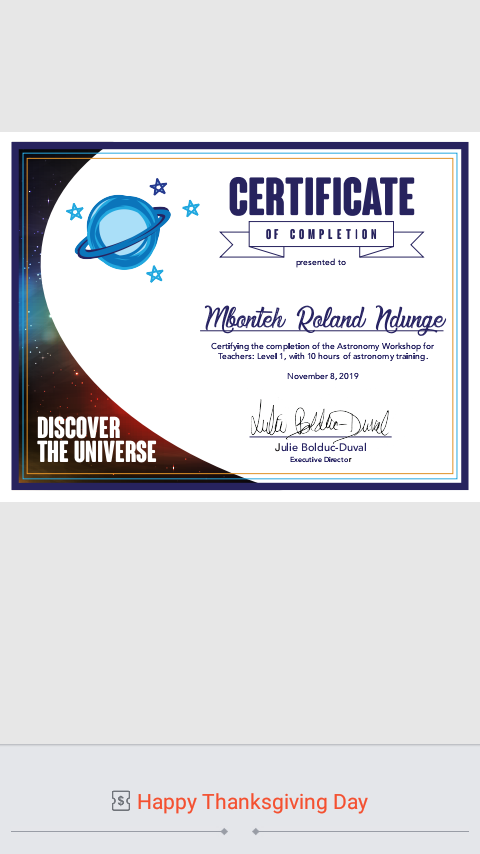 CERTIFICATE
OF COMPLETION
presented to
Mbonteh Roland Ndunge
Certifying the completion of the Astronomy Workshop for
Teachers: Level 1, with 10 hours of astronomy training.
November 8, 2019
Julie Bolduc-Duval
Julie Bolduc-Duval
Executive Director
DISCOVER
THE UNIVERSE
$ Happy Thanksgiving Day